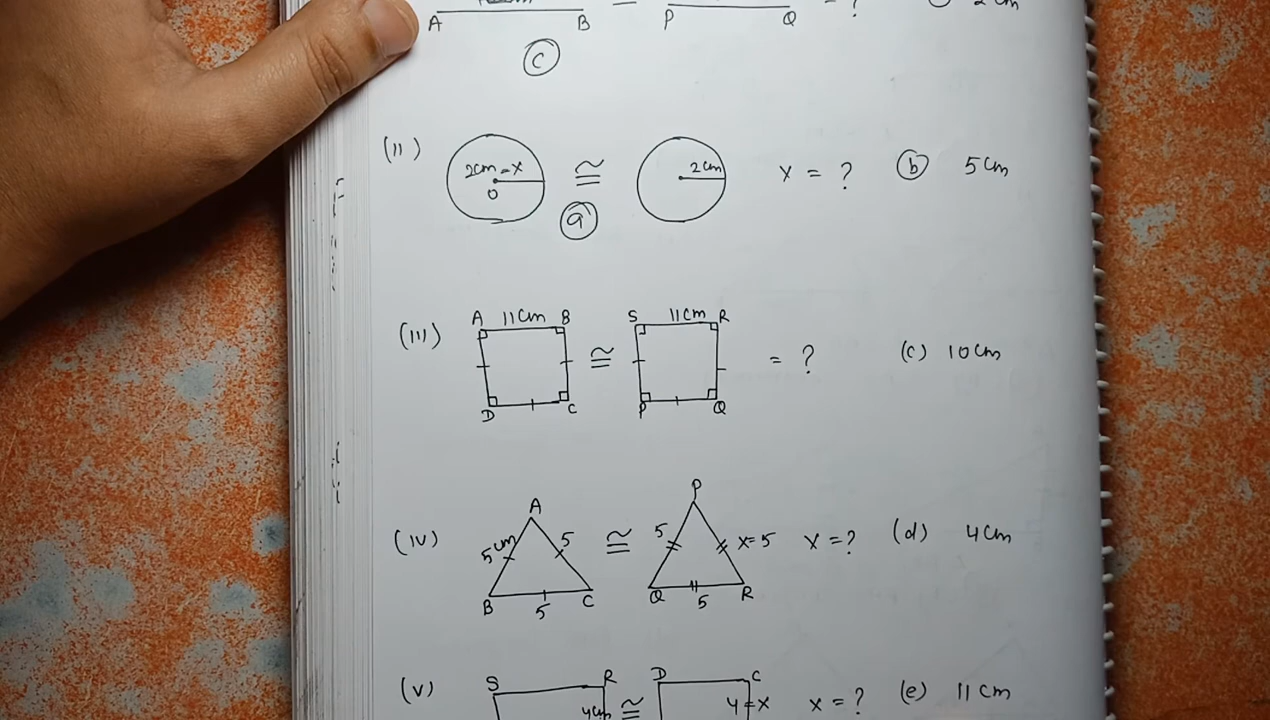 A B P Q = ? 2cm
(c)
(II) 2cm = x O ≅ 2cm x = ? (b) 5cm
(a)
(III) A 11cm B D C ≅ S 11cm R P Q = ? (c) 10cm
(IV) A 5cm 5 B 5 C ≅ P 5 x=5 Q 5 R x = ? (d) 4cm
(V) S R 4cm ≅ D C 4=x x = ? (e) 11cm